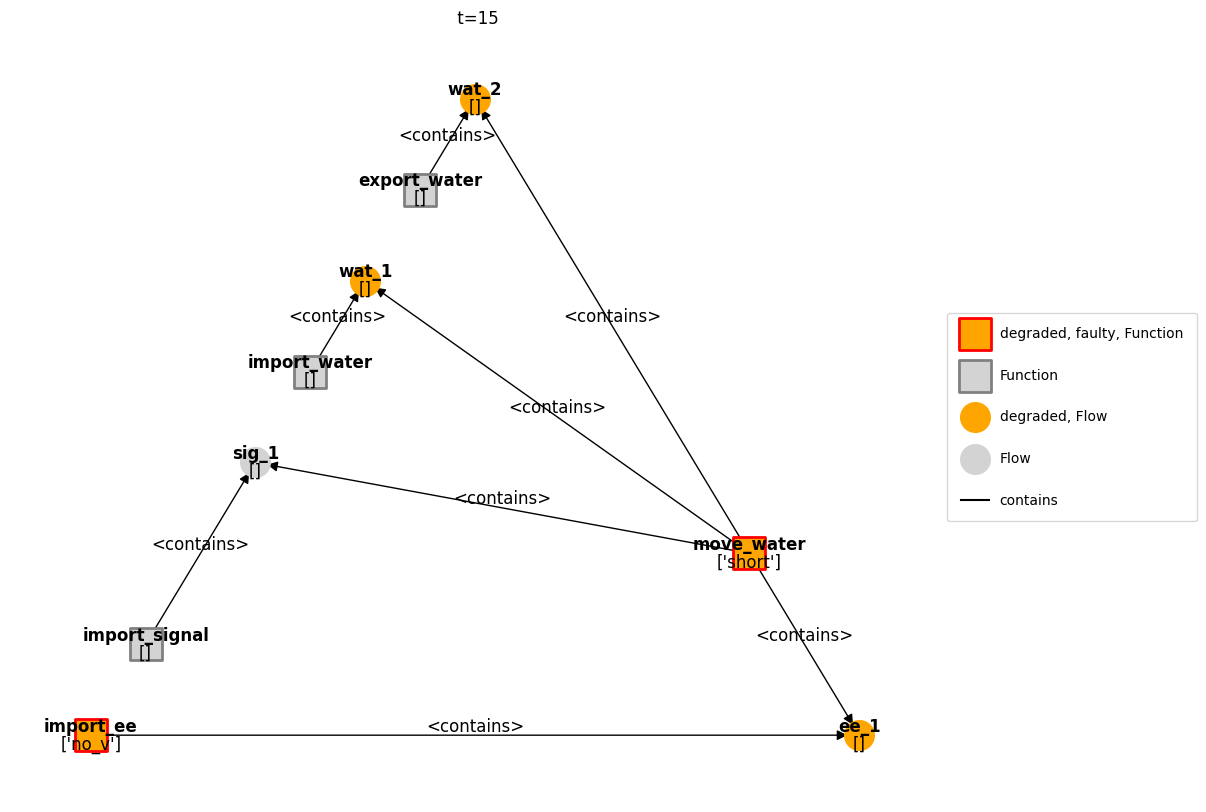 t=15
wat_2
[]
<contains>
export_water
[]
wat_1
[]
<contains>
<contains>
import_water
[]
<contains>
sig_1
[]
<contains>
<contains>
move_water
['short']
import_signal
[]
<contains>
import_ee
['no_v']
<contains>
ee_1
[]
degraded, faulty, Function
Function
degraded, Flow
Flow
contains